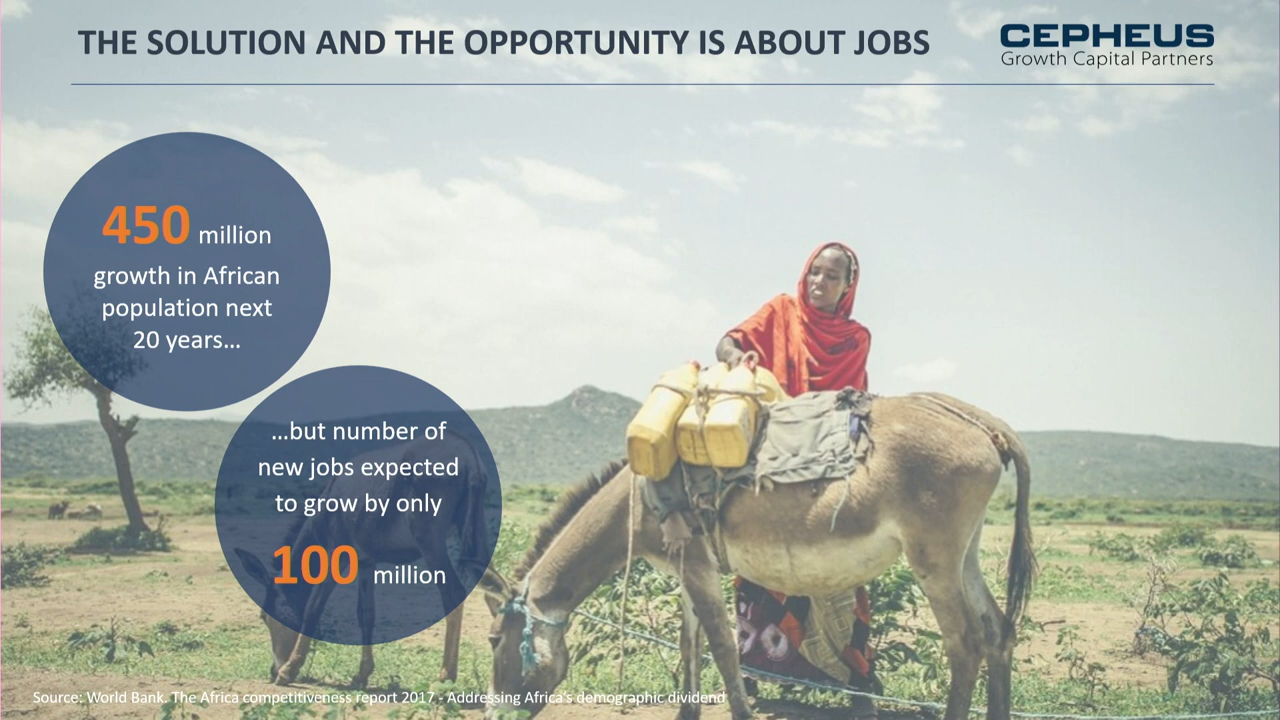 THE SOLUTION AND THE OPPORTUNITY IS ABOUT JOBS
CEPHEUS
Growth Capital Partners
450 million
growth in African
population next
20 years...
...but number of
new jobs expected
to grow by only
100 million
Source: World Bank. The Africa competitiveness report 2017 - Addressing Africa's demographic dividend